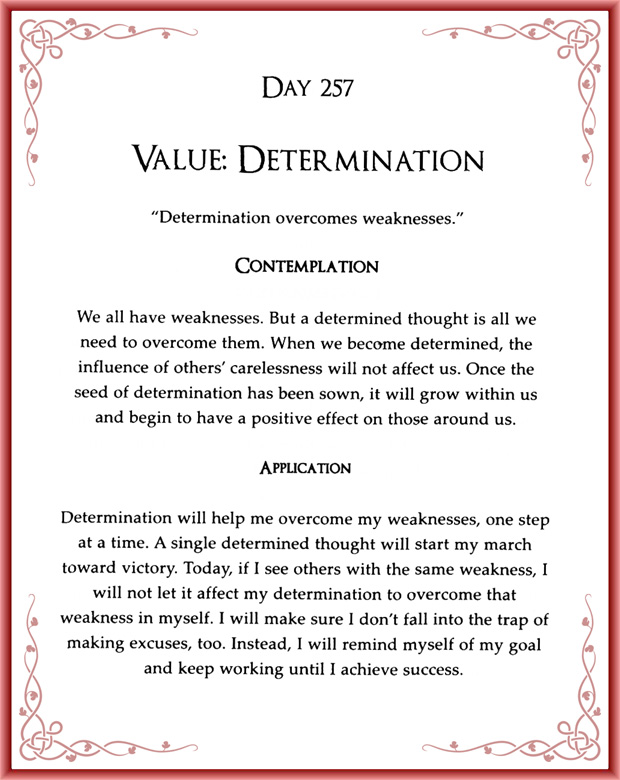 DAY 257
VALUE: DETERMINATION
“Determination overcomes weaknesses.”
CONTEMPLATION
We all have weaknesses. But a determined thought is all we
need to overcome them. When we become determined, the
influence of others’ carelessness will not affect us. Once the
seed of determination has been sown, it will grow within us
and begin to have a positive effect on those around us.
APPLICATION
Determination will help me overcome my weaknesses, one step
at a time. A single determined thought will start my march
toward victory. Today, if I see others with the same weakness, I
will not let it affect my determination to overcome that
weakness in myself. I will make sure I don’t fall into the trap of
making excuses, too. Instead, I will remind myself of my goal
and keep working until I achieve success.